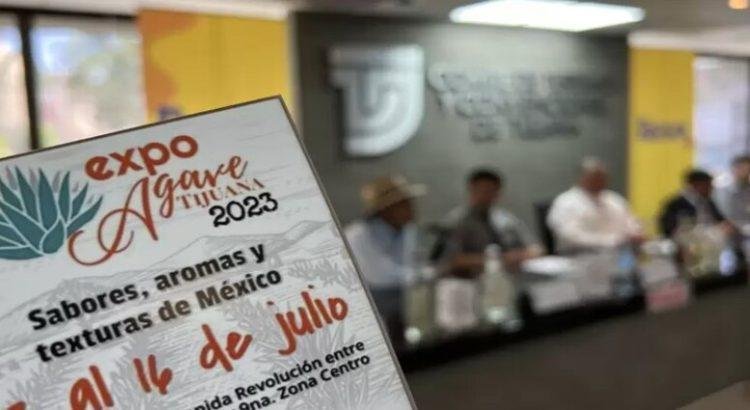 expo
Agave
TIJUANA
2023
Sabores, aromas y
texturas de México
al 16 de julio
nida Revolución entre
9na. Zona Centro